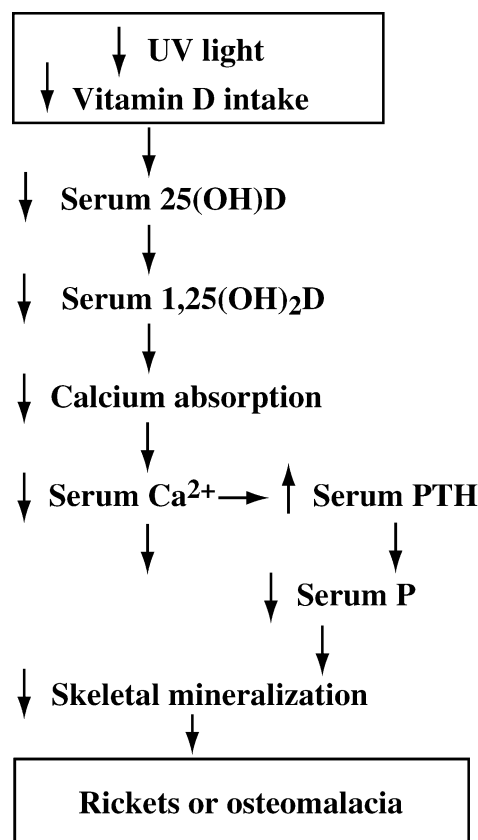 UV light
Vitamin D intake
Serum 25(OH)D
Serum 1,25(OH)₂D
Calcium absorption
Serum Ca²⁺ Serum PTH
Serum P
Skeletal mineralization
Rickets or osteomalacia